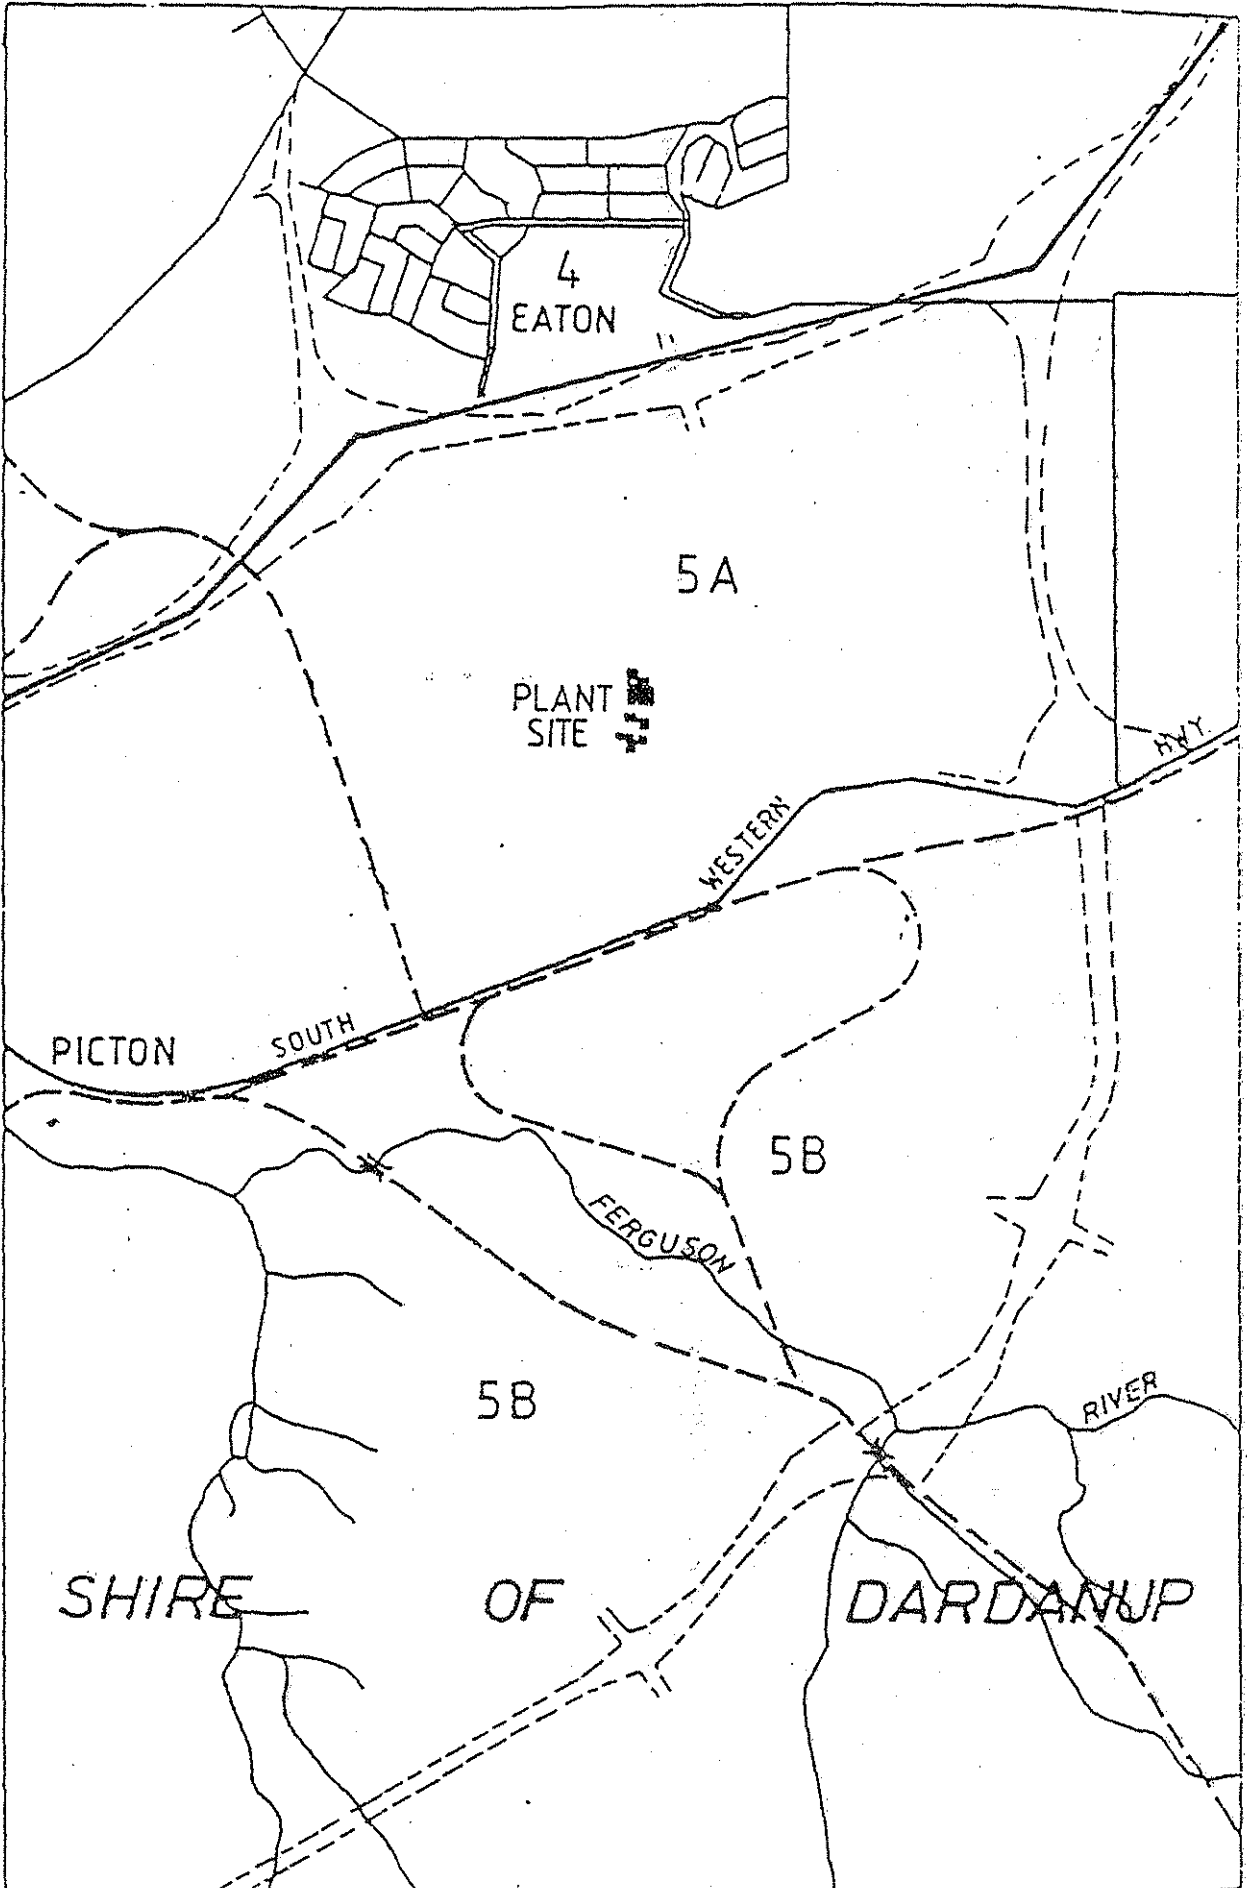 4
EATON
5A
PLANT
SITE
HWY.
WESTERN
SOUTH
PICTON
5B
FERGUSON
RIVER
5B
SHIRE OF DARDANUP